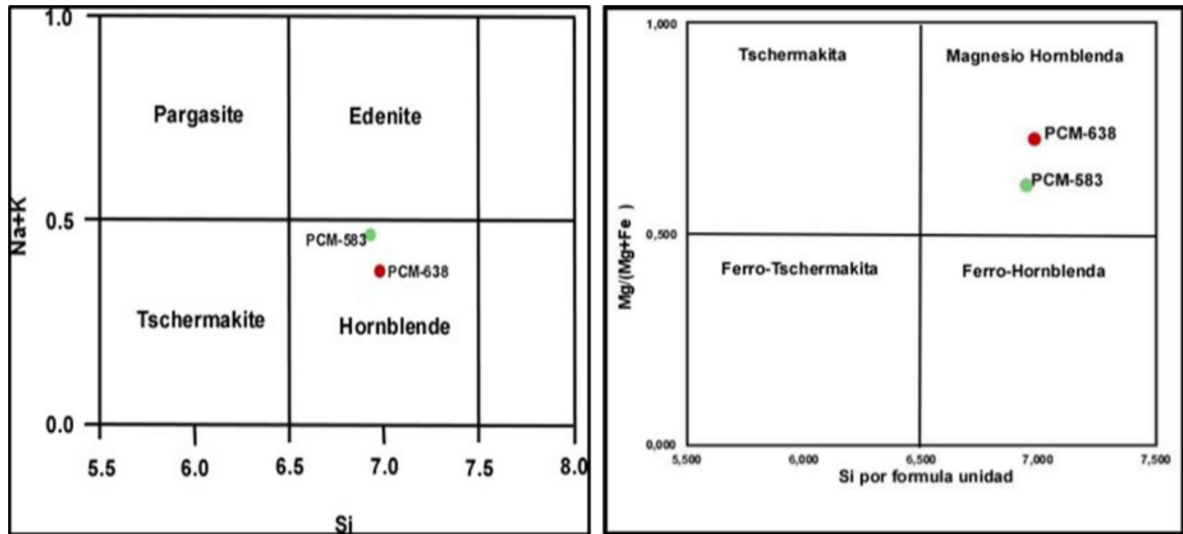 1.0
Pargasite
Edenite
Na+K
0.5
PCM-583
PCM-638
Tschermakite
Hornblende
0.0
5.5 6.0 6.5 7.0 7.5 8.0
Si
1,000
Tschermakita
Magnesio Hornblenda
PCM-638
PCM-583
Mg/(Mg+Fe )
0,500
Ferro-Tschermakita
Ferro-Hornblenda
0,000
5,500 6,000 6,500 7,000 7,500
Si por formula unidad